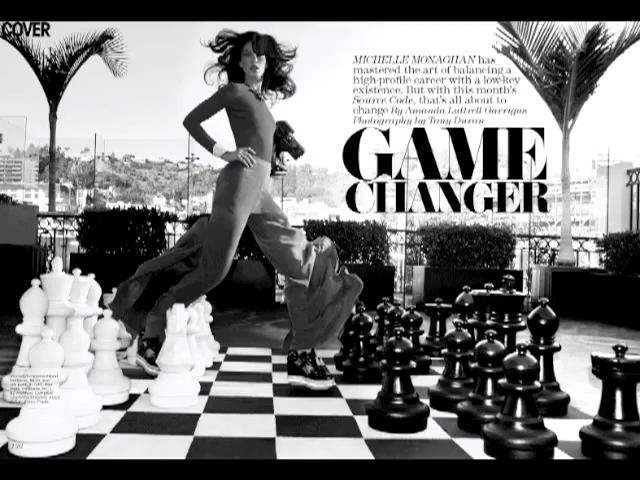 COVER
MICHELLE MONAGHAN has
mastered the art of balancing a
high-profile career with a low-key
existence. But with this month's
Source Code, that's all about to
change By Amanda Luttrell Garrigus
Photography by Tony Duran
GAME
CHANGER